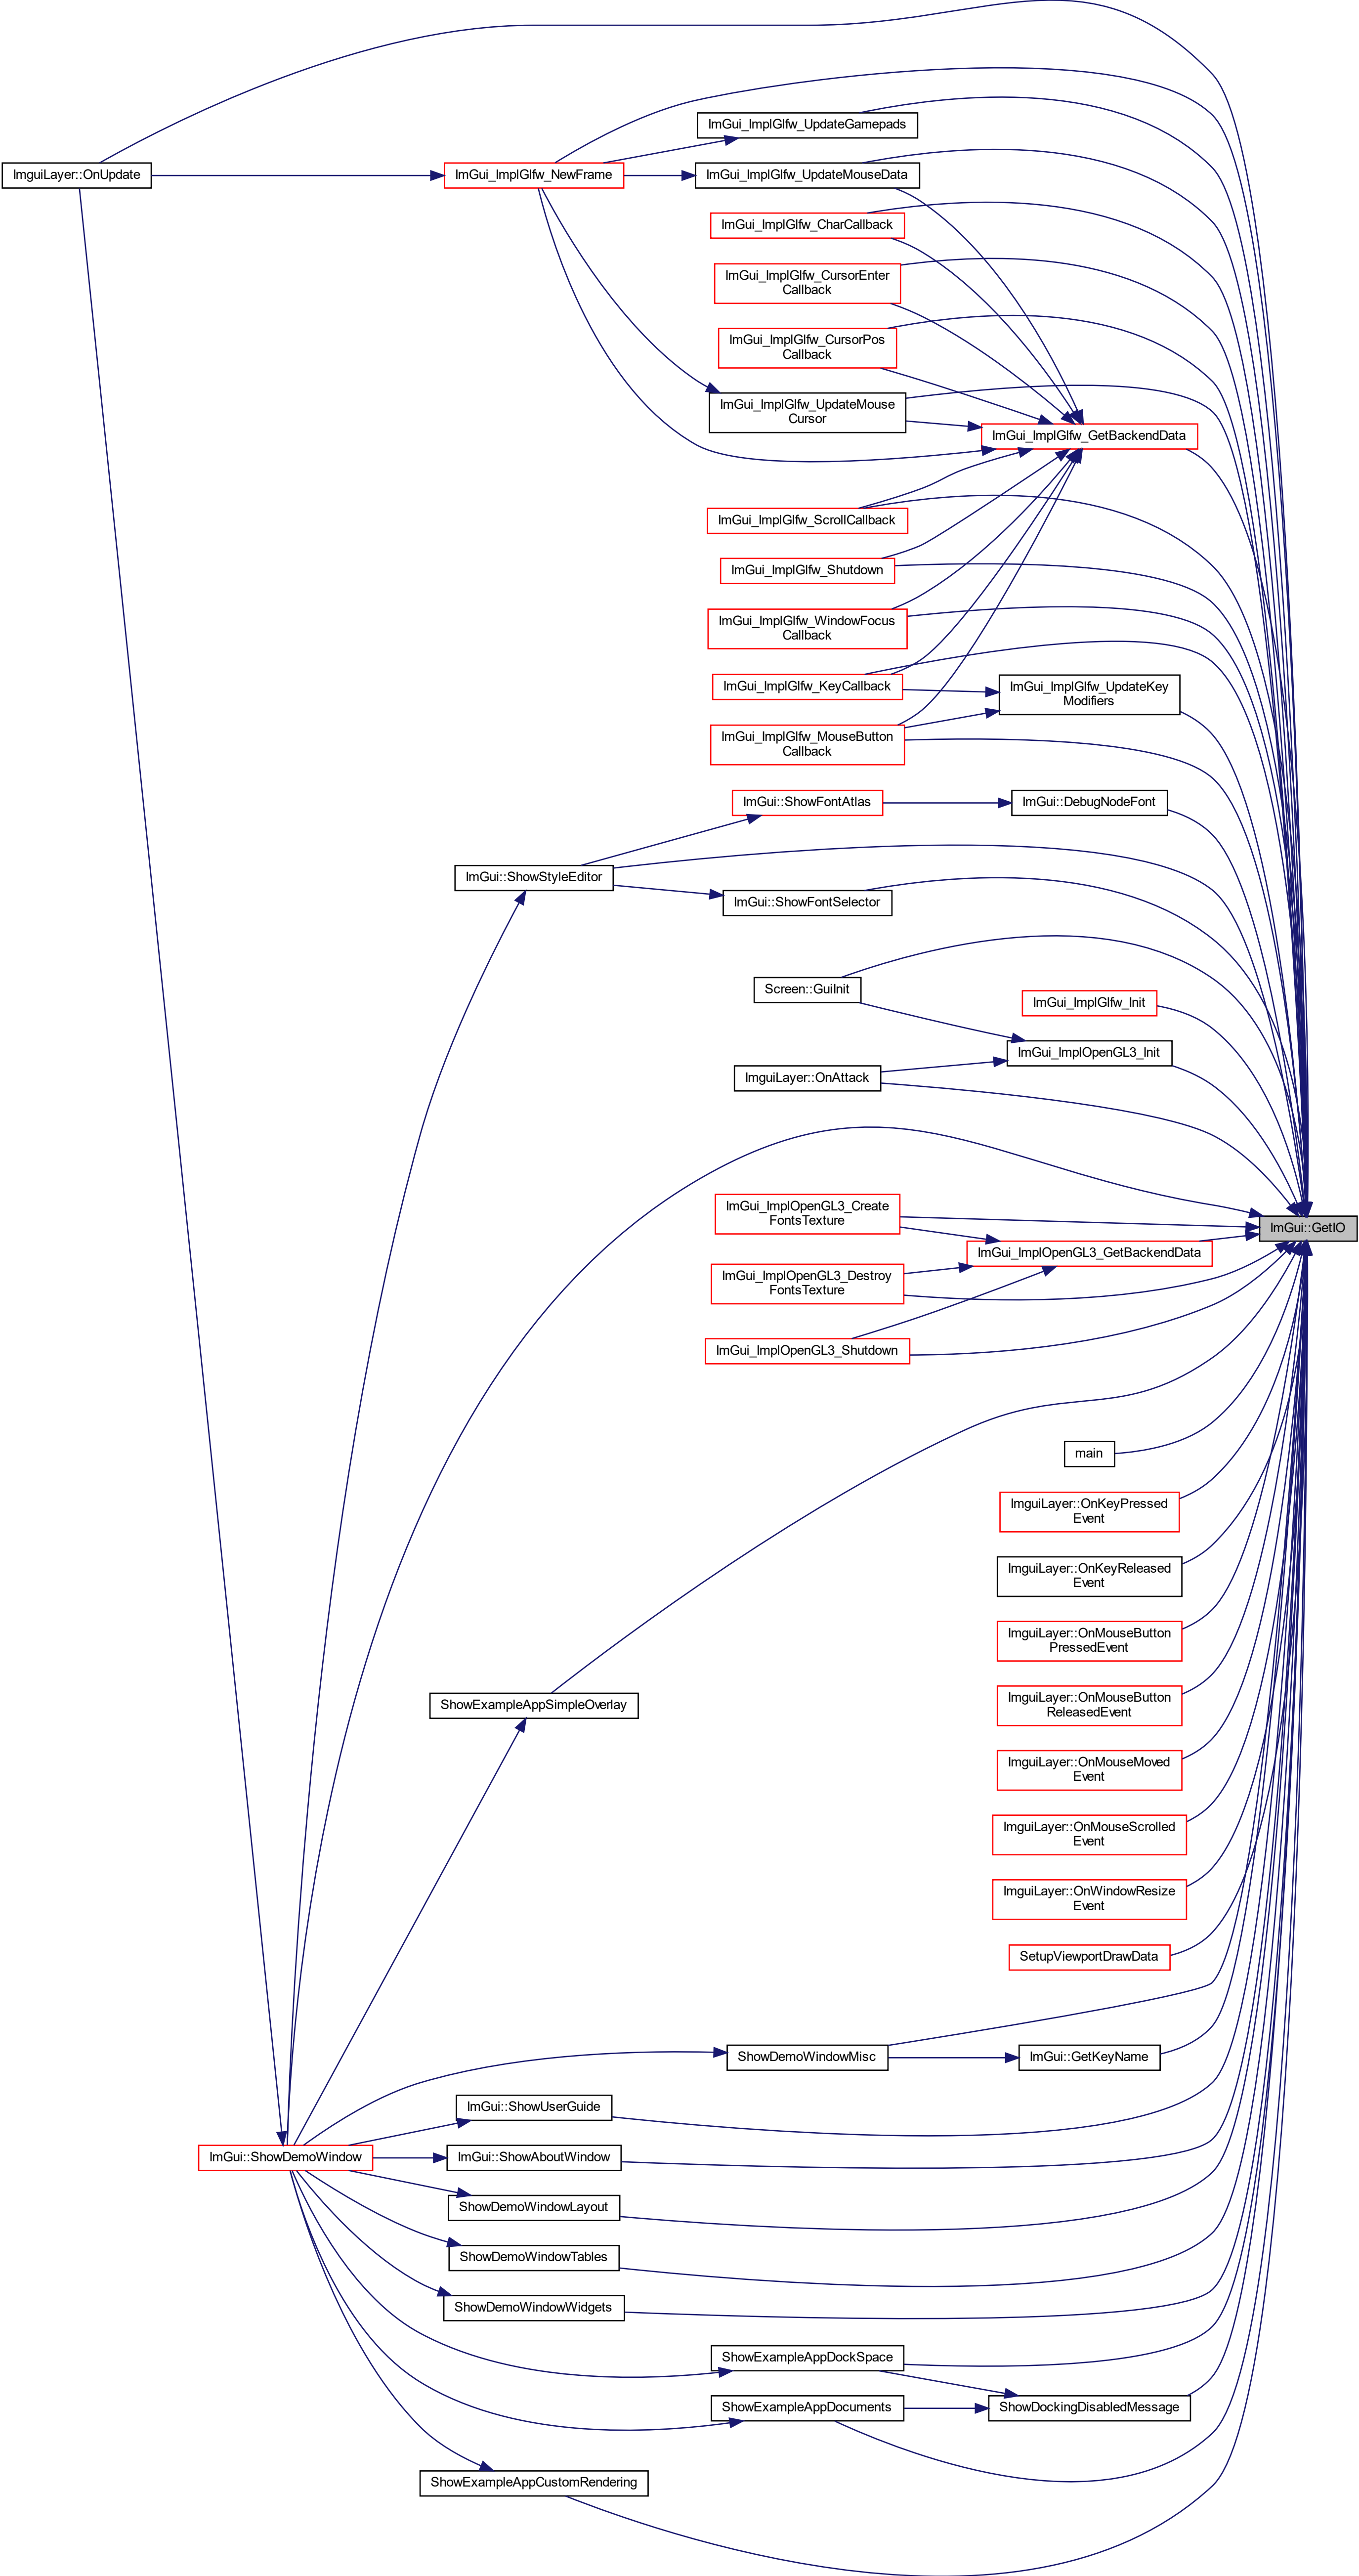 ImGui_ImplGlfw_UpdateGamepads
ImguiLayer::OnUpdate
ImGui_ImplGlfw_NewFrame
ImGui_ImplGlfw_UpdateMouseData
ImGui_ImplGlfw_CharCallback
ImGui_ImplGlfw_CursorEnter
Callback
ImGui_ImplGlfw_CursorPos
Callback
ImGui_ImplGlfw_UpdateMouse
Cursor
ImGui_ImplGlfw_GetBackendData
ImGui_ImplGlfw_ScrollCallback
ImGui_ImplGlfw_Shutdown
ImGui_ImplGlfw_WindowFocus
Callback
ImGui_ImplGlfw_KeyCallback
ImGui_ImplGlfw_UpdateKey
Modifiers
ImGui_ImplGlfw_MouseButton
Callback
ImGui::ShowFontAtlas
ImGui::DebugNodeFont
ImGui::ShowStyleEditor
ImGui::ShowFontSelector
Screen::GuiInit
ImGui_ImplGlfw_Init
ImGui_ImplOpenGL3_Init
ImguiLayer::OnAttack
ImGui_ImplOpenGL3_Create
FontsTexture
ImGui::GetIO
ImGui_ImplOpenGL3_GetBackendData
ImGui_ImplOpenGL3_Destroy
FontsTexture
ImGui_ImplOpenGL3_Shutdown
main
ImguiLayer::OnKeyPressed
Event
ImguiLayer::OnKeyReleased
Event
ImguiLayer::OnMouseButton
PressedEvent
ImguiLayer::OnMouseButton
ReleasedEvent
ShowExampleAppSimpleOverlay
ImguiLayer::OnMouseMoved
Event
ImguiLayer::OnMouseScrolled
Event
ImguiLayer::OnWindowResize
Event
SetupViewportDrawData
ShowDemoWindowMisc
ImGui::GetKeyName
ImGui::ShowUserGuide
ImGui::ShowDemoWindow
ImGui::ShowAboutWindow
ShowDemoWindowLayout
ShowDemoWindowTables
ShowDemoWindowWidgets
ShowExampleAppDockSpace
ShowExampleAppDocuments
ShowDockingDisabledMessage
ShowExampleAppCustomRendering